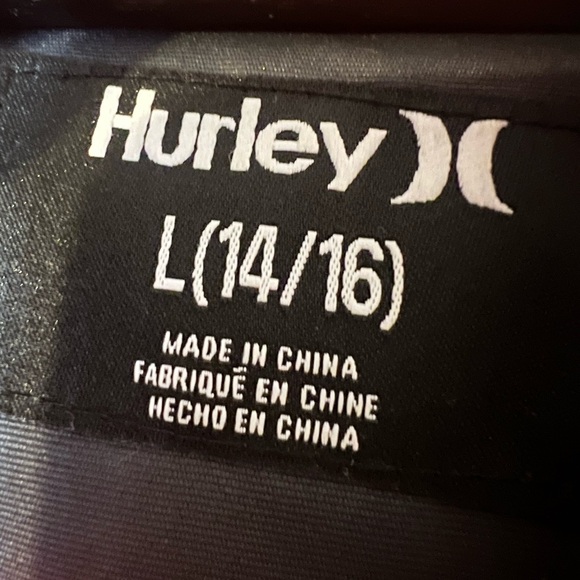 Hurley
L(14/16)
MADE IN CHINA
FABRIQUÉ EN CHINE
HECHO EN CHINA